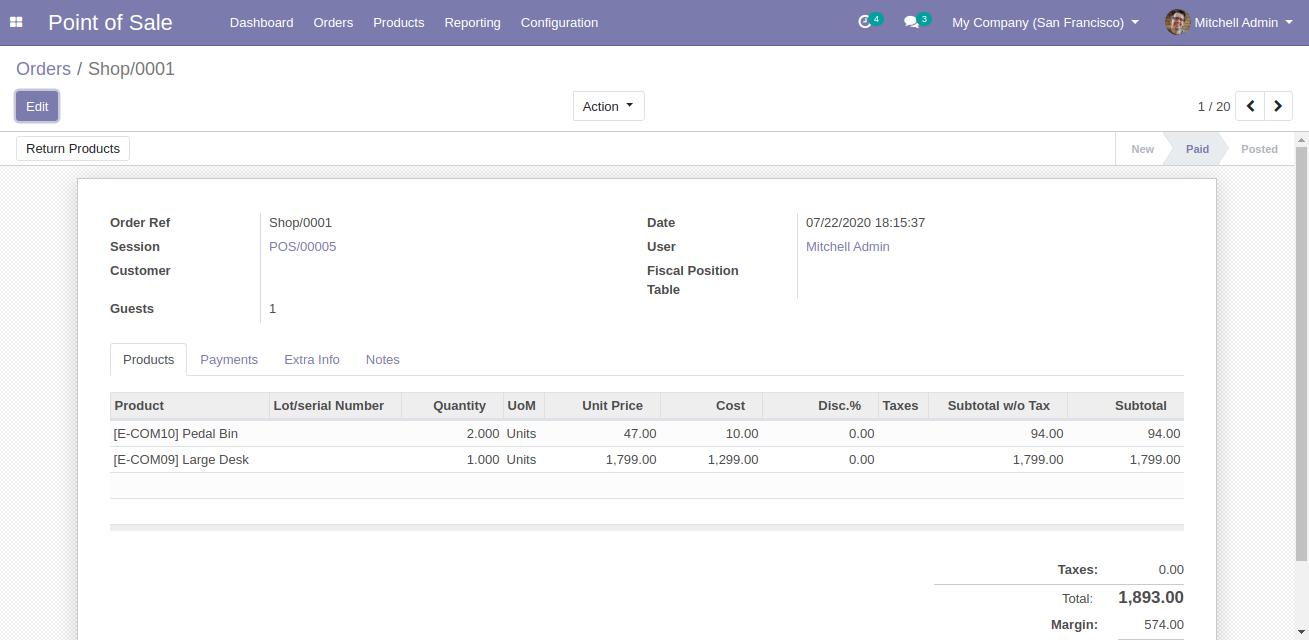 Point of Sale Dashboard Orders Products Reporting Configuration 4 3 My Company (San Francisco) Mitchell Admin
Orders / Shop/0001
Edit Action 1 / 20
Return Products New Paid Posted
Order Ref Shop/0001 Date 07/22/2020 18:15:37
Session POS/00005 User Mitchell Admin
Customer Fiscal Position
Table
Guests 1
Products Payments Extra Info Notes
Product Lot/serial Number Quantity UoM Unit Price Cost Disc.% Taxes Subtotal w/o Tax Subtotal
[E-COM10] Pedal Bin 2.000 Units 47.00 10.00 0.00 94.00 94.00
[E-COM09] Large Desk 1.000 Units 1,799.00 1,299.00 0.00 1,799.00 1,799.00
Taxes: 0.00
Total: 1,893.00
Margin: 574.00